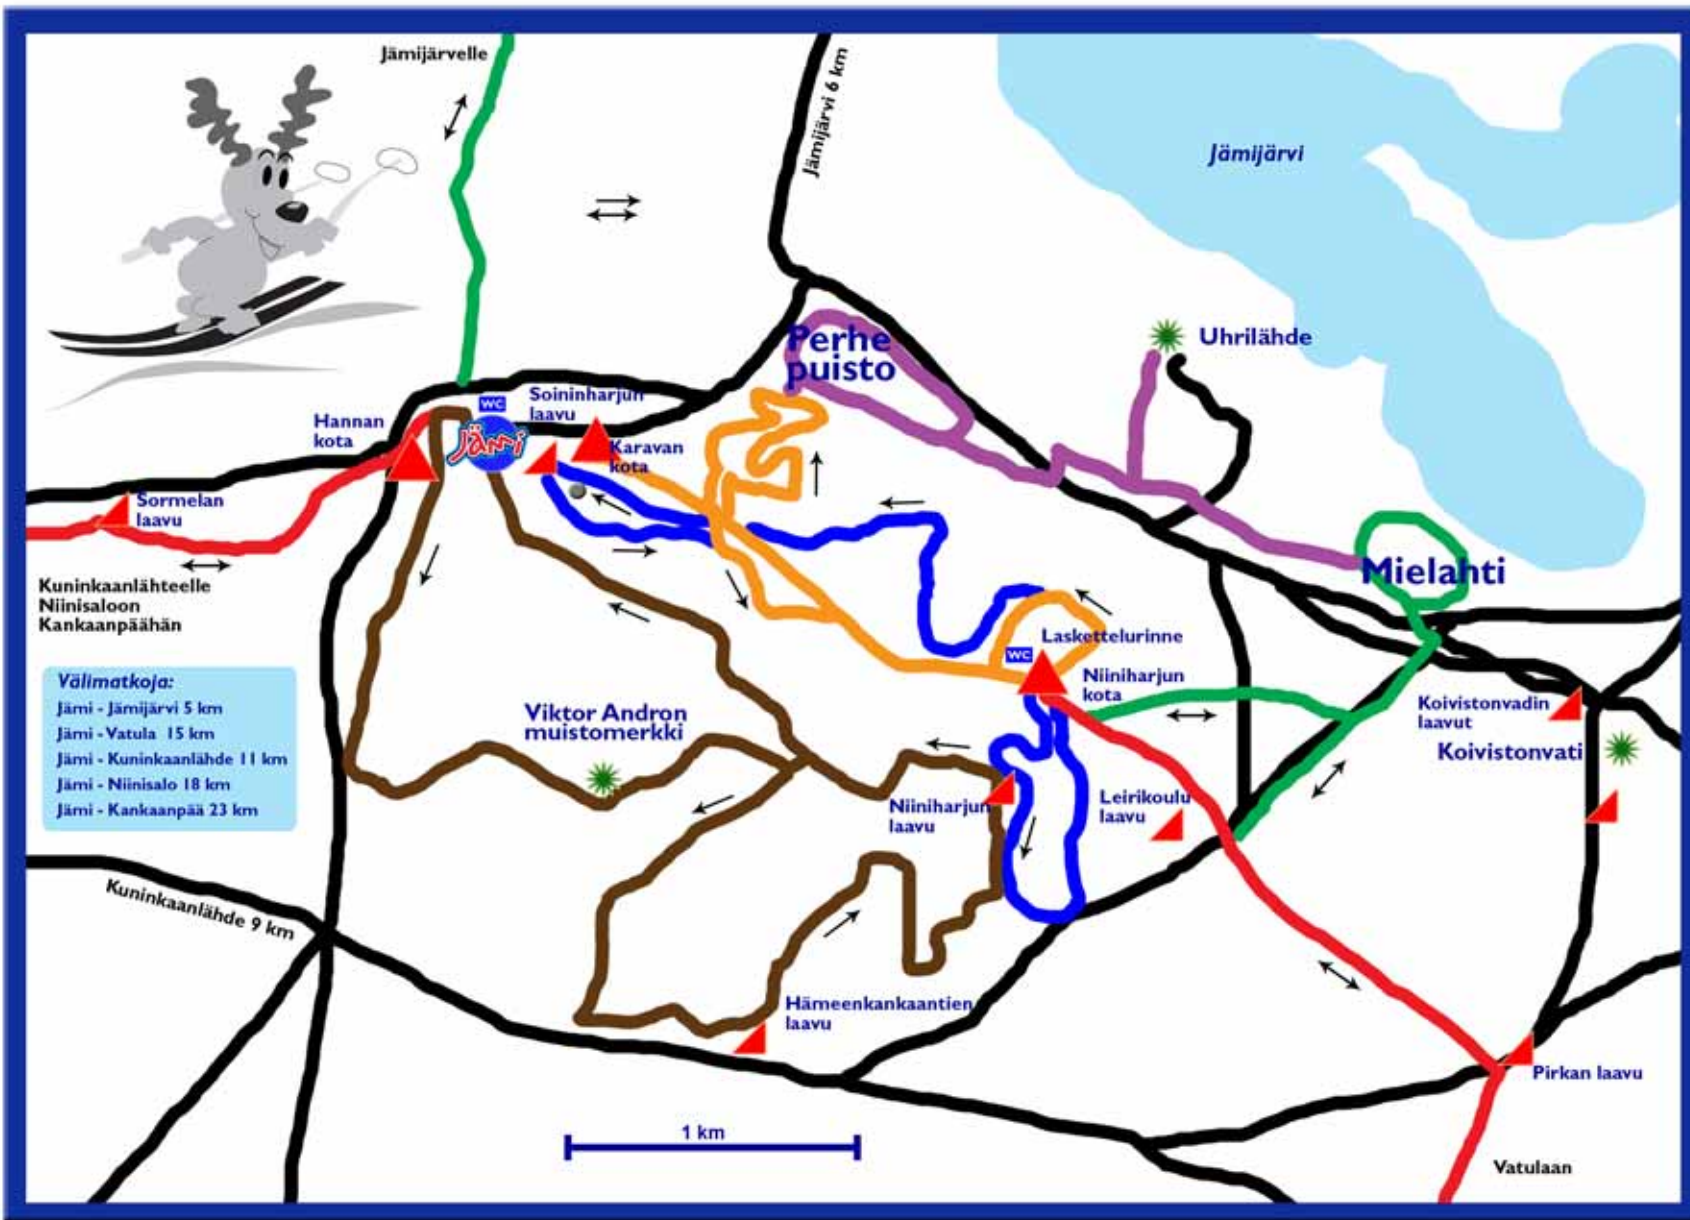 Jämijärvelle
Jämijärvi 6 km
Jämijärvi
Perhe
puisto
Uhrilähde
WC
Soininharjun
laavu
Hannan
kota
Jämi
Karavan
kota
Sormelan
laavu
Mielahti
Kuninkaanlähteelle
Niinisaloon
Kankaanpäähän
Laskettelurinne
WC
Niiniharjun
kota
Välimatkoja:
Jämi - Jämijärvi 5 km
Jämi - Vatula 15 km
Jämi - Kuninkaanlähde 11 km
Jämi - Niinisalo 18 km
Jämi - Kankaanpää 23 km
Viktor Andron
muistomerkki
Koivistonvadin
laavut
Koivistonvati
Niiniharjun
laavu
Leirikoulu
laavu
Kuninkaanlähde 9 km
Hämeenkankaantien
laavu
Pirkan laavu
1 km
Vatulaan